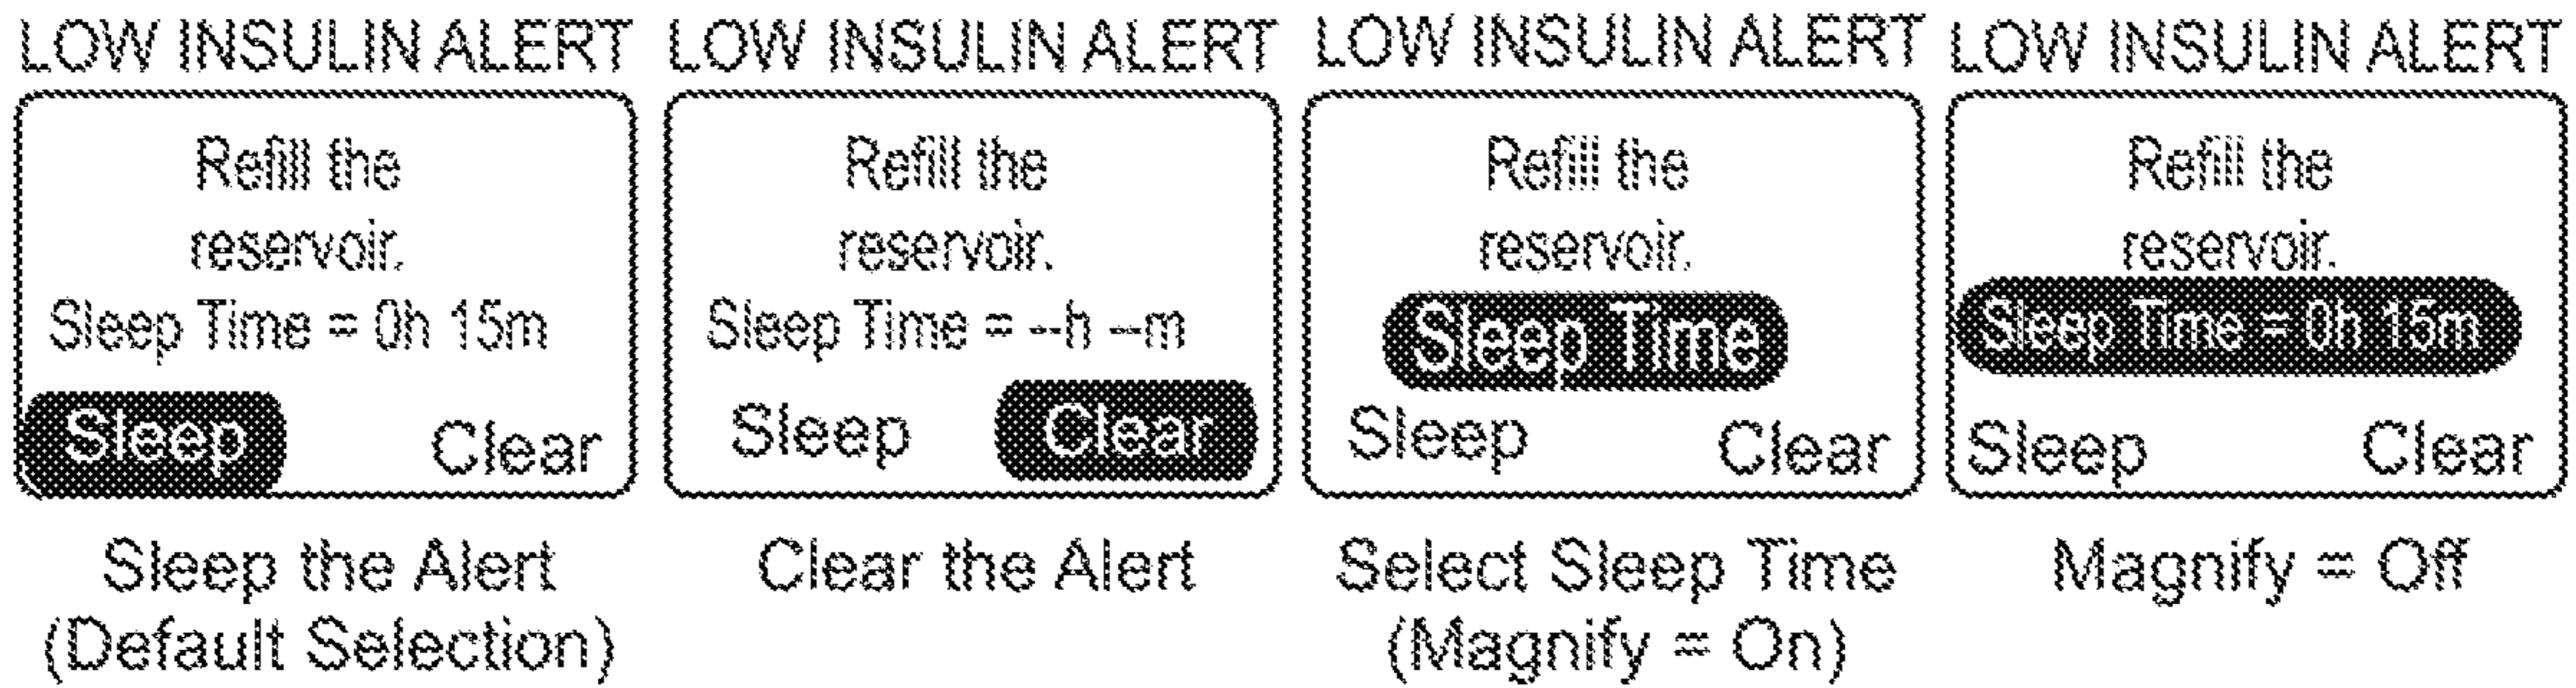 LOW INSULIN ALERT
Refill the
reservoir.
Sleep Time = 0h 15m
Sleep Clear
Sleep the Alert
(Default Selection)
LOW INSULIN ALERT
Refill the
reservoir.
Sleep Time = --h --m
Sleep Clear
Clear the Alert
LOW INSULIN ALERT
Refill the
reservoir.
Sleep Time
Sleep Clear
Select Sleep Time
(Magnify = On)
LOW INSULIN ALERT
Refill the
reservoir.
Sleep Time = 0h 15m
Sleep Clear
Magnify = Off